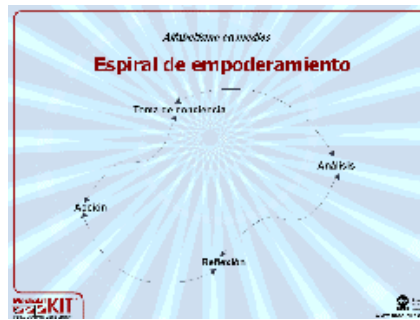 Alfabetismo en medios
Espiral de empoderamiento
Toma de conciencia
Análisis
Acción
Reflexión
KIT